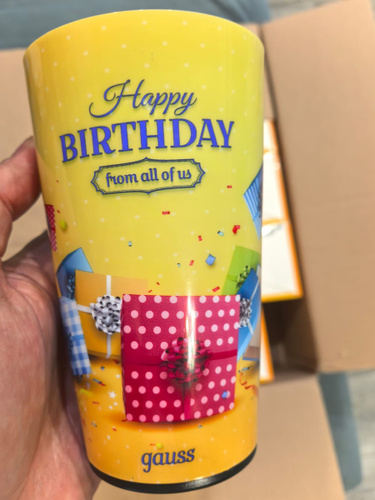 Happy
BIRTHDAY
from all of us
gauss